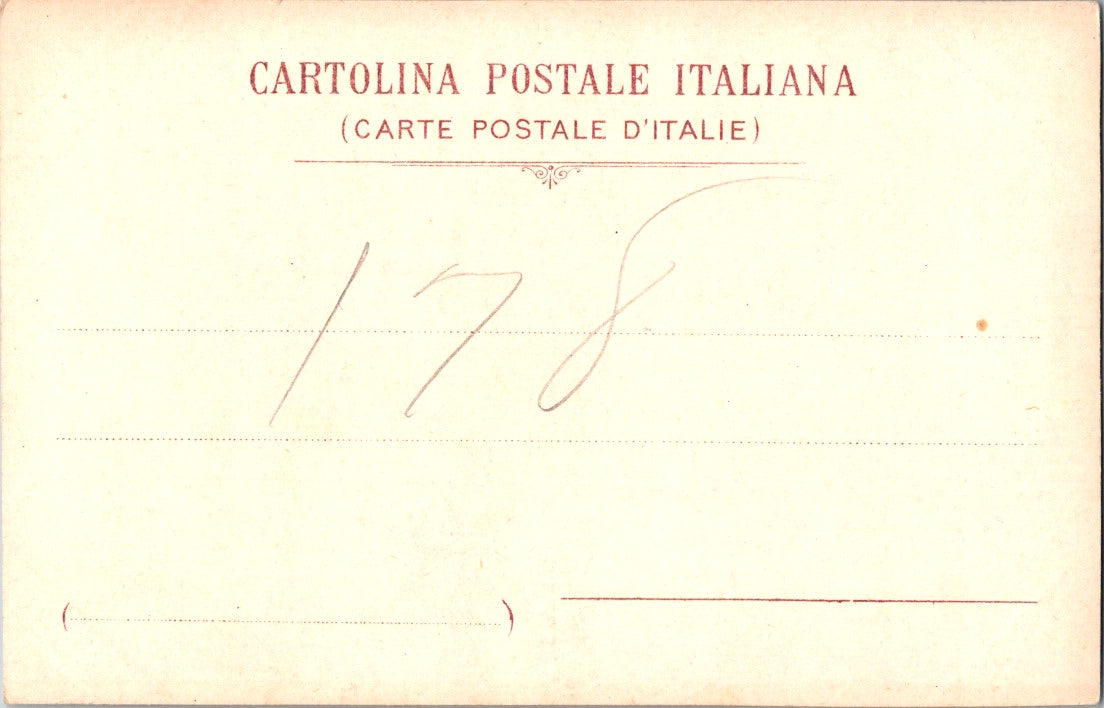 CARTOLINA POSTALE ITALIANA
(CARTE POSTALE D'ITALIE)
178